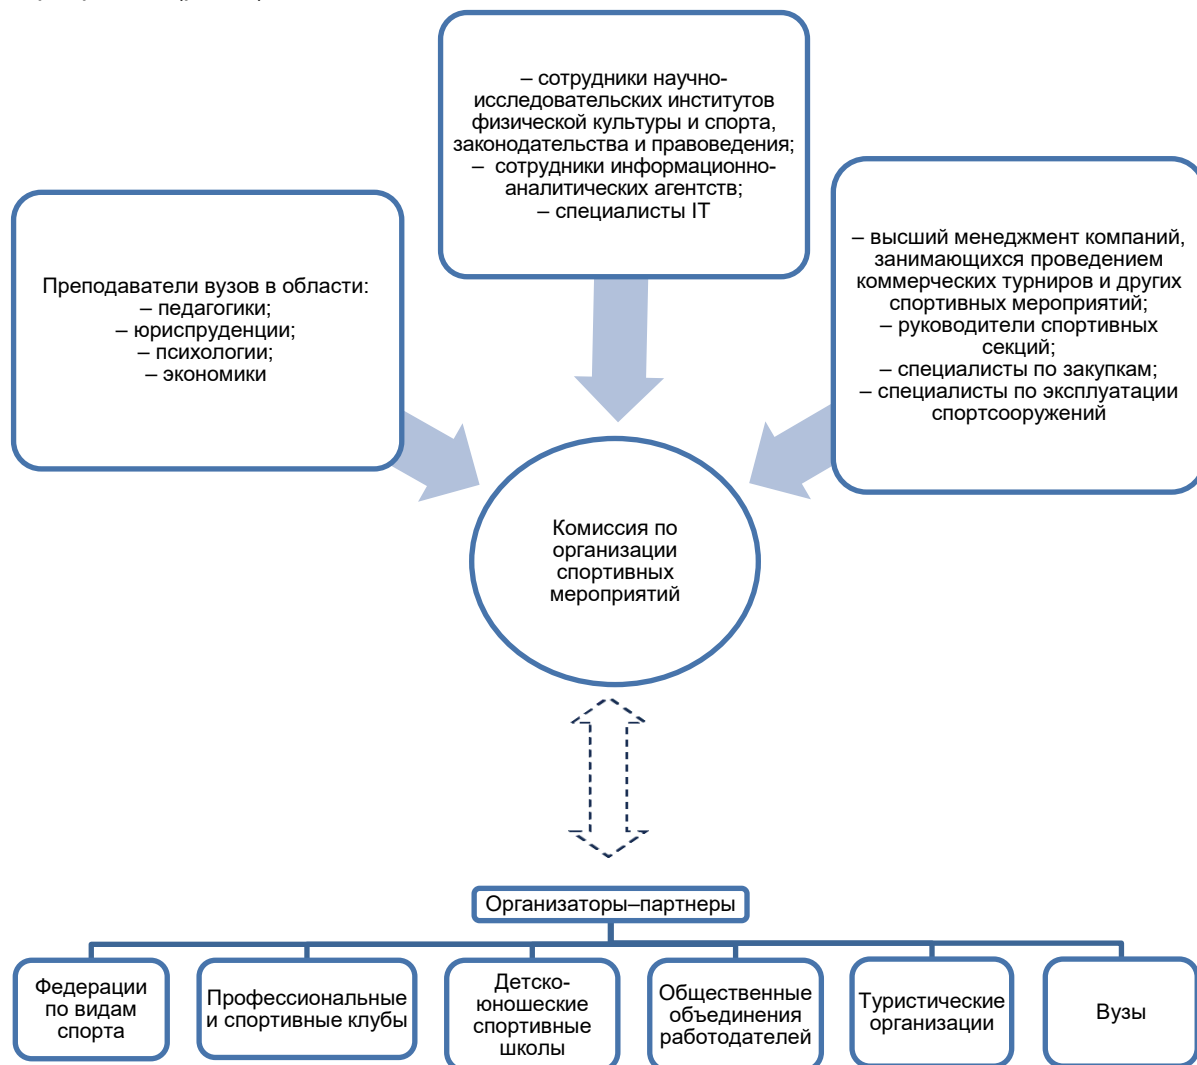 – сотрудники научно-
исследовательских институтов
физической культуры и спорта,
законодательства и правоведения;
– сотрудники информационно-
аналитических агентств;
– специалисты IT
Преподаватели вузов в области:
– педагогики;
– юриспруденции;
– психологии;
– экономики
– высший менеджмент компаний,
занимающихся проведением
коммерческих турниров и других
спортивных мероприятий;
– руководители спортивных
секций;
– специалисты по закупкам;
– специалисты по эксплуатации
спортсооружений
Комиссия по
организации
спортивных
мероприятий
Организаторы–партнеры
Федерации
по видам
спорта
Профессиональные
и спортивные клубы
Детско-
юношеские
спортивные
школы
Общественные
объединения
работодателей
Туристические
организации
Вузы